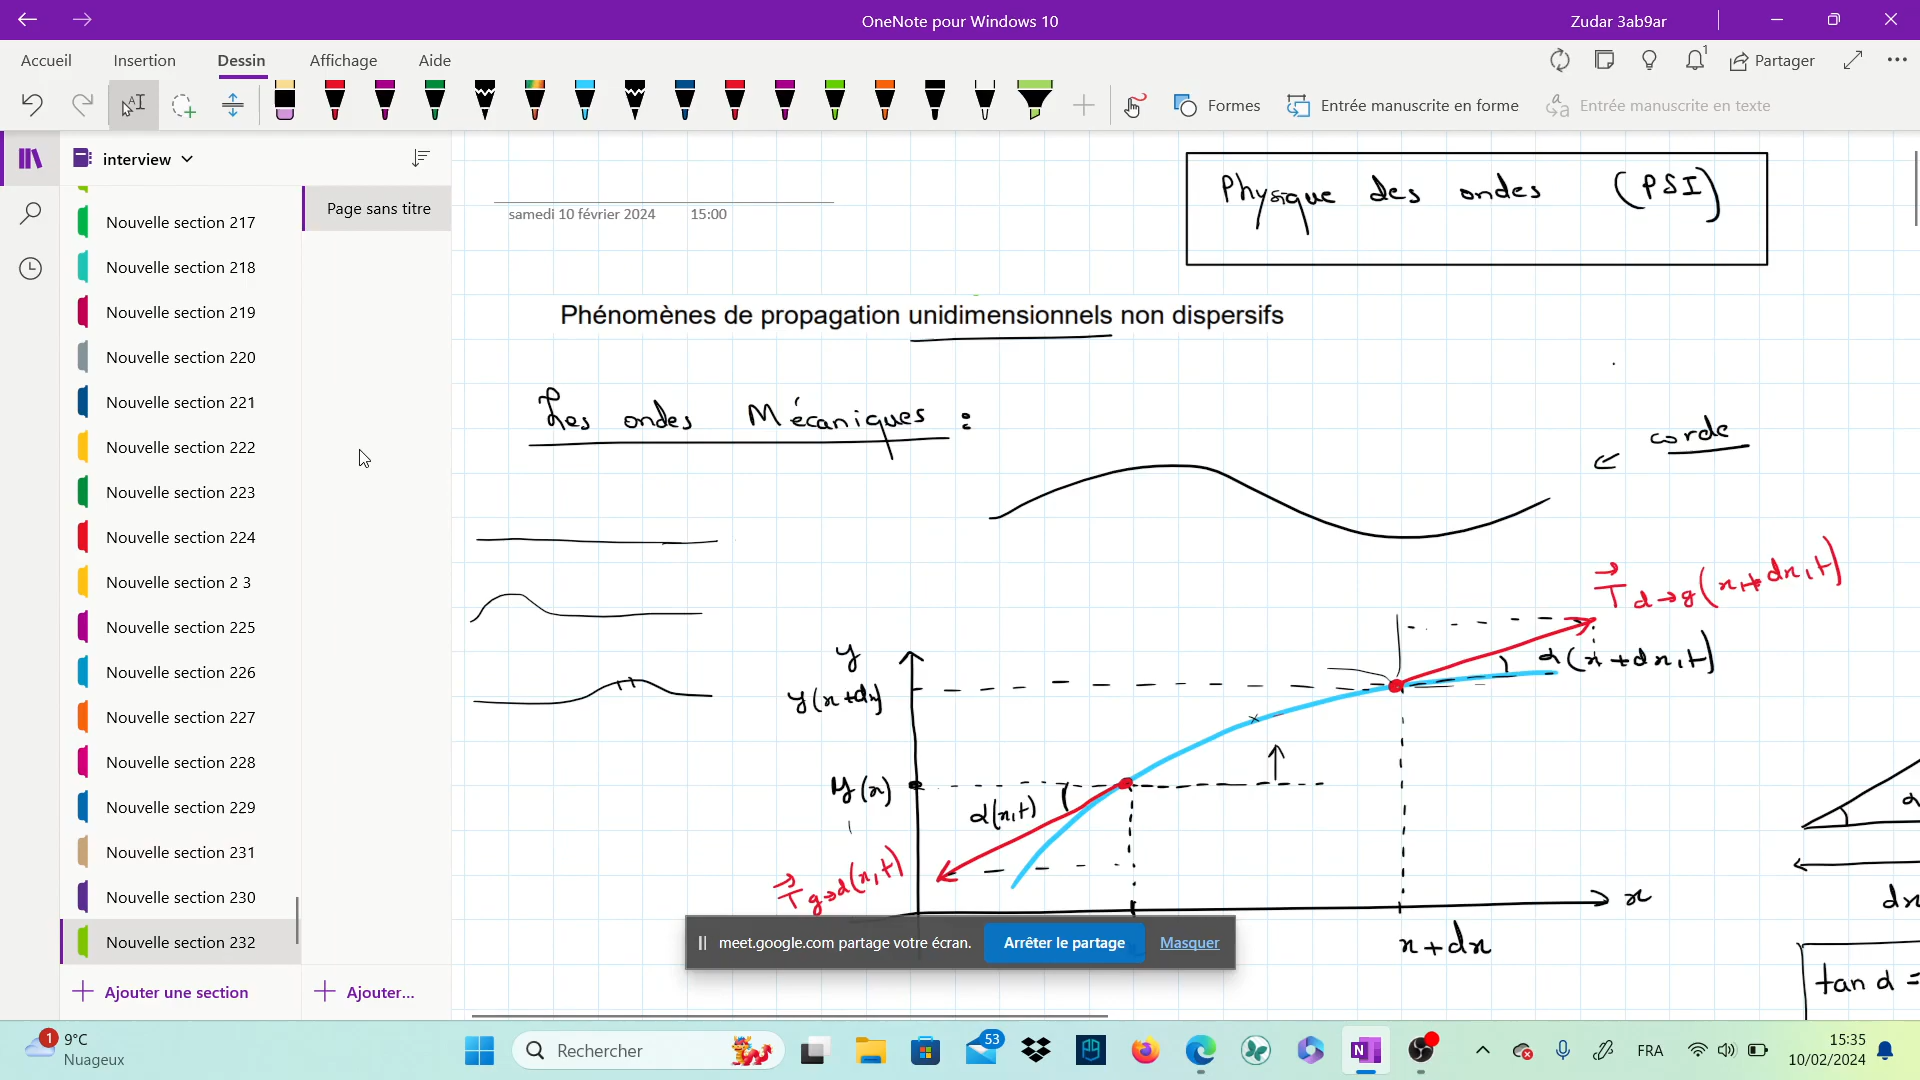 OneNote pour Windows 10
Zudar 3ab9ar
Accueil
Insertion
Dessin
Affichage
Aide
1
Partager
Formes
Entrée manuscrite en forme
Entrée manuscrite en texte
interview
Nouvelle section 217
Nouvelle section 218
Nouvelle section 219
Nouvelle section 220
Nouvelle section 221
Nouvelle section 222
Nouvelle section 223
Nouvelle section 224
Nouvelle section 2 3
Nouvelle section 225
Nouvelle section 226
Nouvelle section 227
Nouvelle section 228
Nouvelle section 229
Nouvelle section 231
Nouvelle section 230
Nouvelle section 232
Ajouter une section
Page sans titre
Ajouter...
samedi 10 février 2024 15:00
Physique des ondes (PSI)
Phénomènes de propagation unidimensionnels non dispersifs
Les ondes Mécaniques :
corde
T d→g (x+dx,t)
α(x+dx,t)
y
y(x+dx)
y(x)
α(x,t)
T g→d (x,t)
x
x+dx
α
dx
tan α =
meet.google.com partage votre écran.
Arrêter le partage
Masquer
1
9°C
Nuageux
Rechercher
53
FRA
15:35
10/02/2024